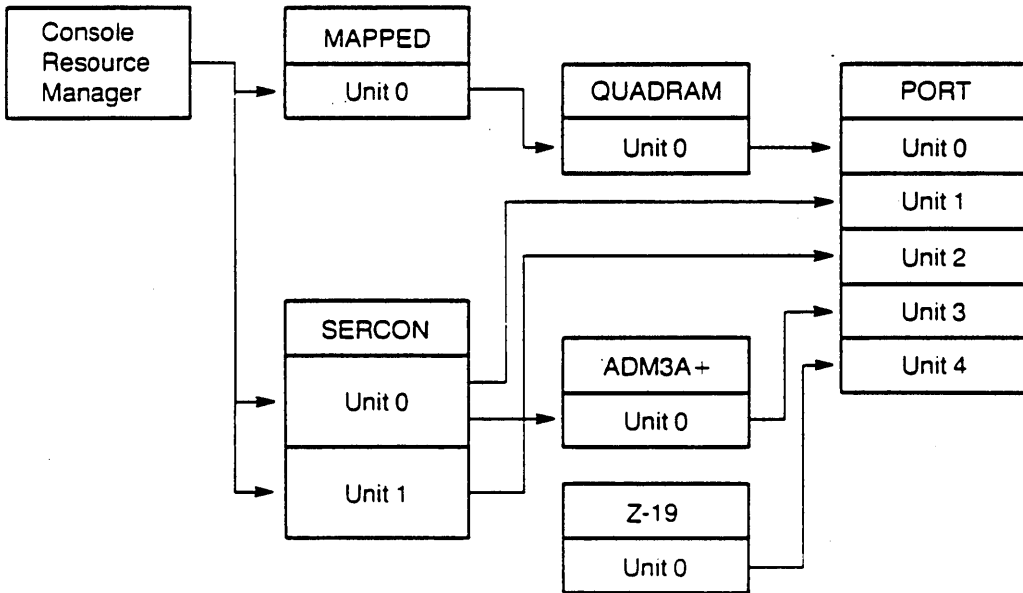 Console
Resource
Manager
MAPPED
Unit 0
QUADRAM
Unit 0
PORT
Unit 0
Unit 1
Unit 2
Unit 3
Unit 4
SERCON
Unit 0
Unit 1
ADM3A+
Unit 0
Z-19
Unit 0